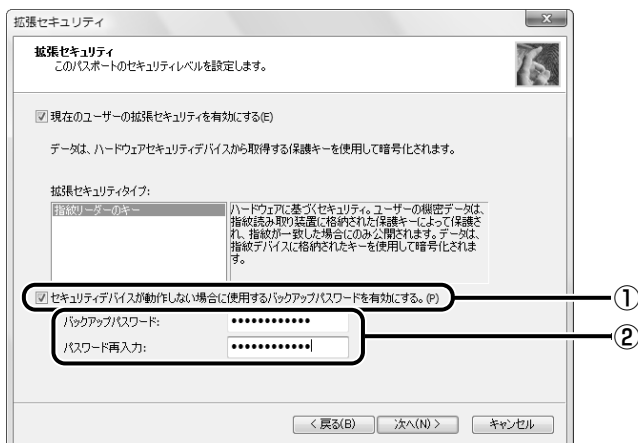 拡張セキュリティ
拡張セキュリティ
このパスポートのセキュリティレベルを設定します。
現在のユーザーの拡張セキュリティを有効にする(E)
データは、ハードウェアセキュリティデバイスから取得する保護キーを使用して暗号化されます。
拡張セキュリティタイプ:
指紋リーダーのキー
ハードウェアに基づくセキュリティ。ユーザーの機密データは、
指紋読み取り装置に格納された保護キーによって保護さ
れ、指紋が一致した場合にのみ公開されます。データは、
指紋デバイスに格納されたキーを使用して暗号化されま
す。
セキュリティデバイスが動作しない場合に使用するバックアップパスワードを有効にする。(P)
①
バックアップパスワード: ••••••••••••
②
パスワード再入力: ••••••••••••
< 戻る(B)
次へ(N) >
キャンセル